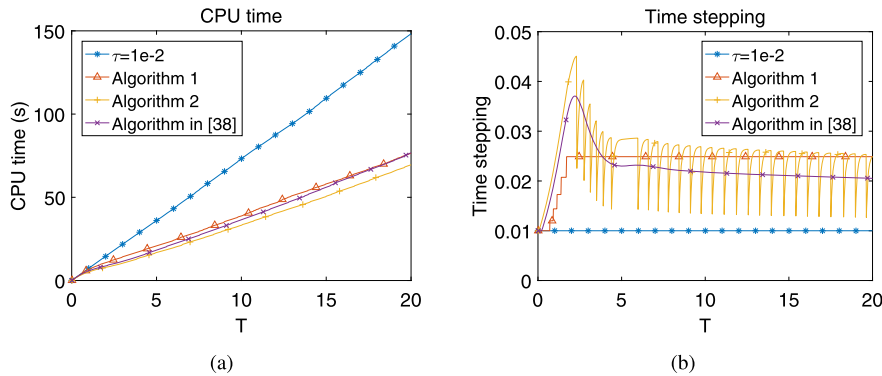 CPU time
150
100
50
0
CPU time (s)
τ=1e-2
Algorithm 1
Algorithm 2
Algorithm in [38]
0
5
10
15
20
T
(a)
Time stepping
0.05
0.04
0.03
0.02
0.01
0
Time stepping
τ=1e-2
Algorithm 1
Algorithm 2
Algorithm in [38]
0
5
10
15
20
T
(b)